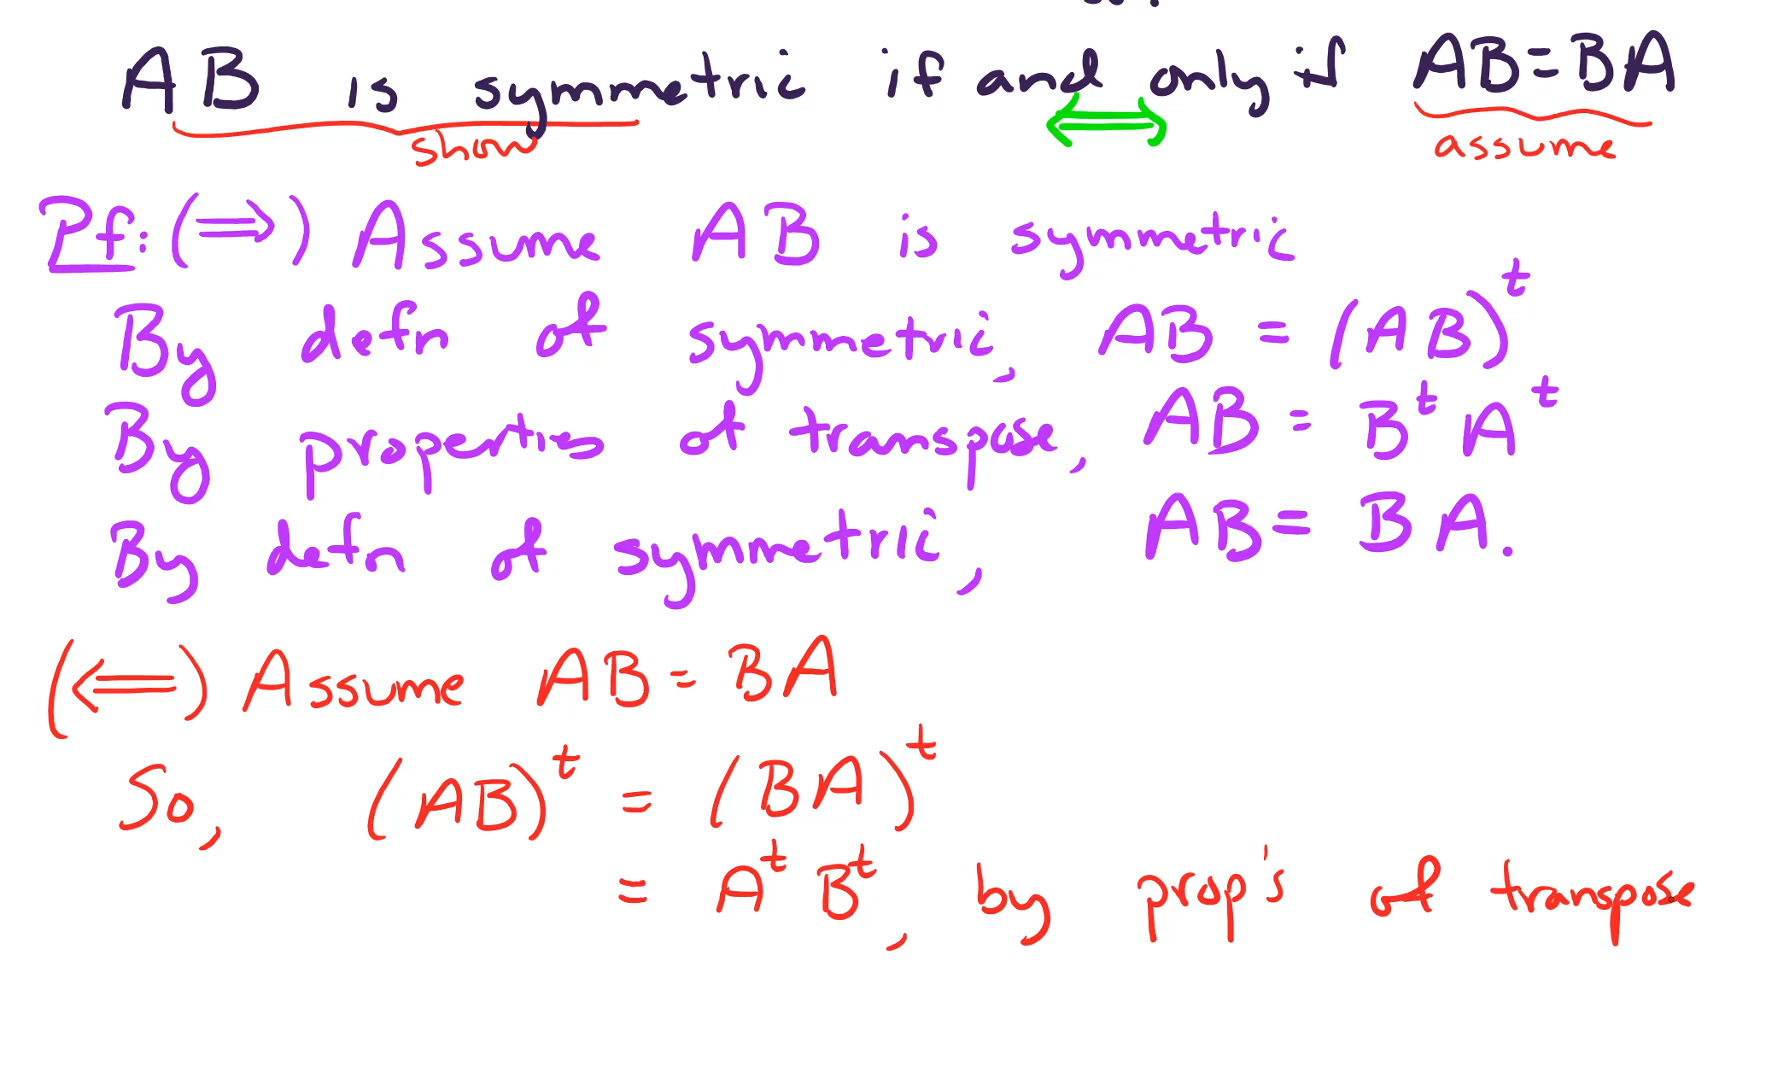 AB is symmetric if and only if AB=BA
show assume
Pf: (⟹) Assume AB is symmetric
By defn of symmetric, AB = (AB)^t
By properties of transpose, AB = B^t A^t
By defn of symmetric, AB = BA.
(⟸) Assume AB = BA
So, (AB)^t = (BA)^t
= A^t B^t, by prop's of transpose